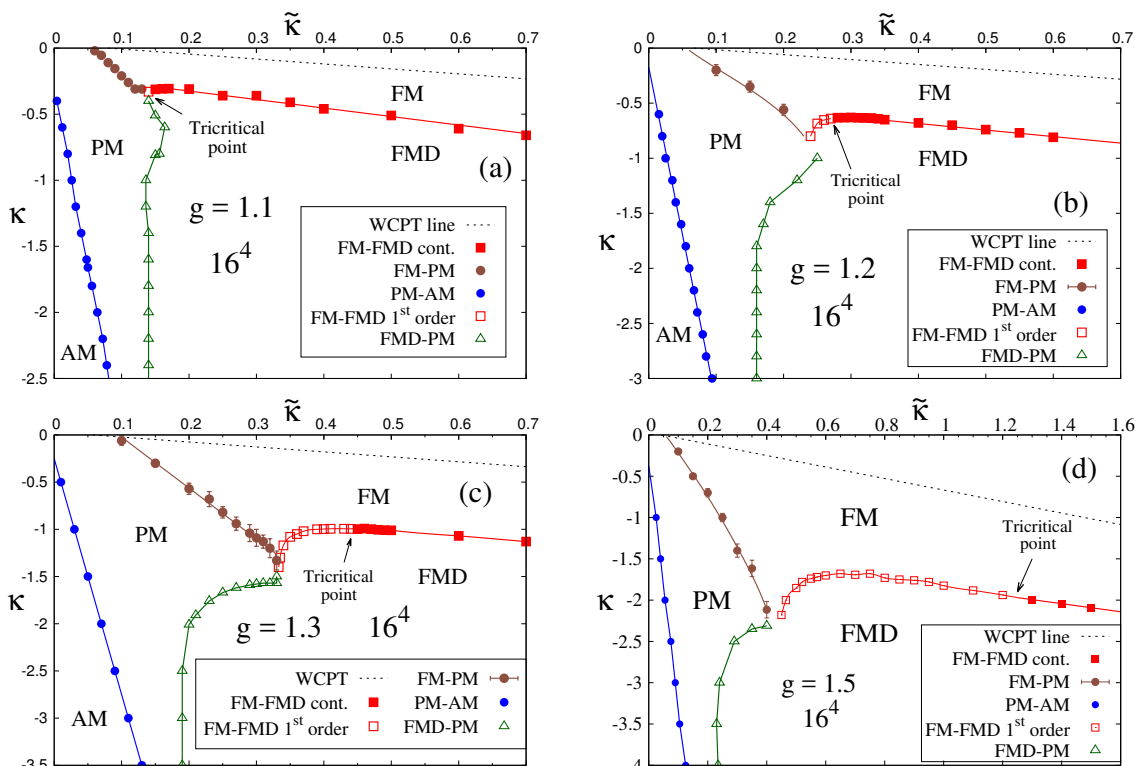 κ̃
0 0.1 0.2 0.3 0.4 0.5 0.6 0.7
0
-0.5
-1
-1.5
-2
-2.5
κ
FM
PM
Tricritical
point
FMD
(a)
g = 1.1
16^4
AM
WCPT line
FM-FMD cont.
FM-PM
PM-AM
FM-FMD 1^st order
FMD-PM
κ̃
0 0.1 0.2 0.3 0.4 0.5 0.6 0.7
0
-0.5
-1
-1.5
-2
-2.5
-3
κ
FM
PM
FMD
Tricritical
point
(b)
g = 1.2
16^4
AM
WCPT line
FM-FMD cont.
FM-PM
PM-AM
FM-FMD 1^st order
FMD-PM
κ̃
0 0.1 0.2 0.3 0.4 0.5 0.6 0.7
0
-0.5
-1
-1.5
-2
-2.5
-3
-3.5
κ
(c)
FM
PM
Tricritical
point
FMD
g = 1.3 16^4
AM
WCPT
FM-FMD cont.
FM-FMD 1^st order
FM-PM
PM-AM
FMD-PM
κ̃
0 0.2 0.4 0.6 0.8 1 1.2 1.4 1.6
0
-0.5
-1
-1.5
-2
-2.5
-3
-3.5
-4
κ
(d)
FM
Tricritical
point
PM
FMD
g = 1.5
16^4
AM
WCPT line
FM-FMD cont.
FM-PM
PM-AM
FM-FMD 1^st order
FMD-PM